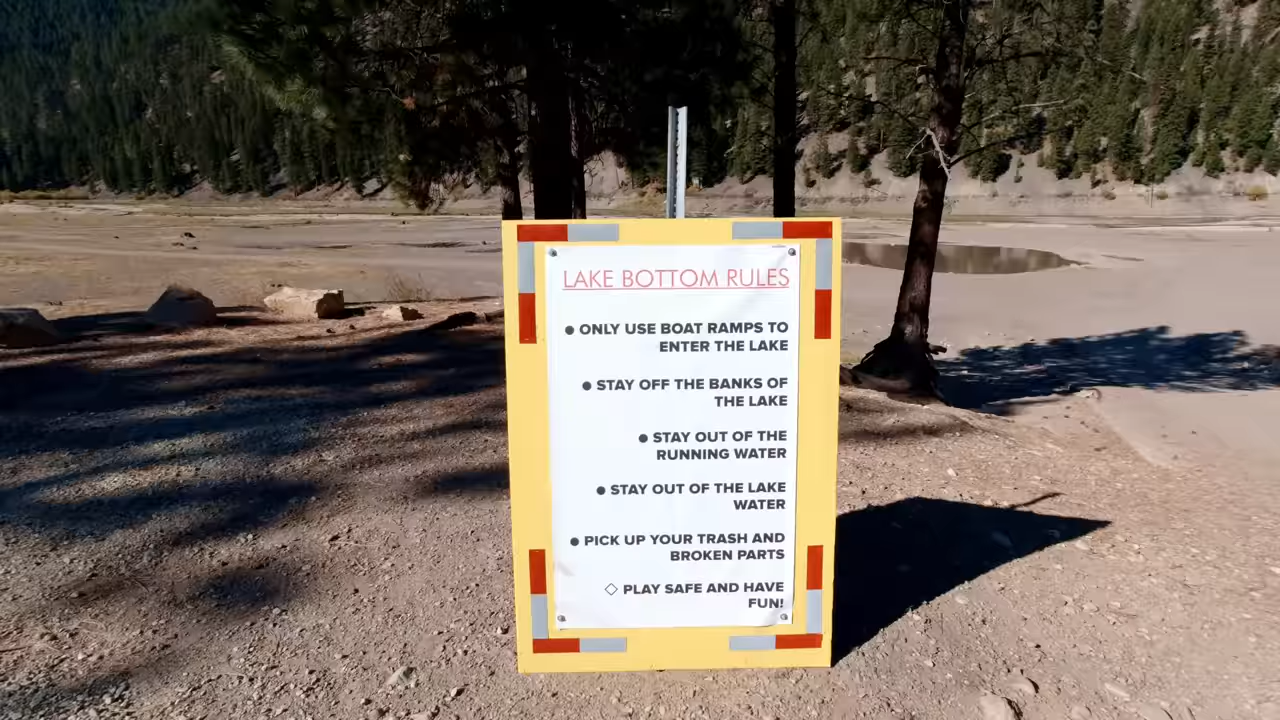 LAKE BOTTOM RULES
● ONLY USE BOAT RAMPS TO
ENTER THE LAKE
● STAY OFF THE BANKS OF
THE LAKE
● STAY OUT OF THE
RUNNING WATER
● STAY OUT OF THE LAKE
WATER
● PICK UP YOUR TRASH AND
BROKEN PARTS
◇ PLAY SAFE AND HAVE
FUN!